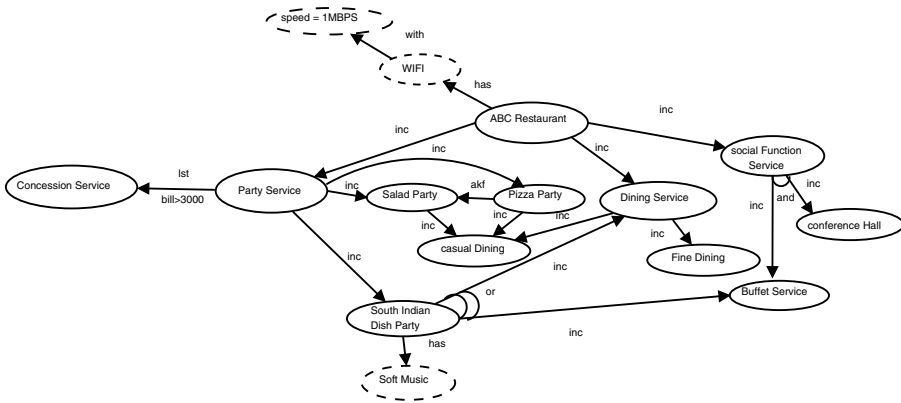 speed = 1MBPS
with
WIFI
has
ABC Restaurant
inc
inc
inc
inc
social Function
Service
lst
Concession Service
Party Service
bill>3000
inc
Salad Party
akf
Pizza Party
Dining Service
inc
and
inc
inc
inc
inc
conference Hall
inc
casual Dining
inc
Fine Dining
inc
inc
Buffet Service
or
South Indian
Dish Party
inc
has
Soft Music